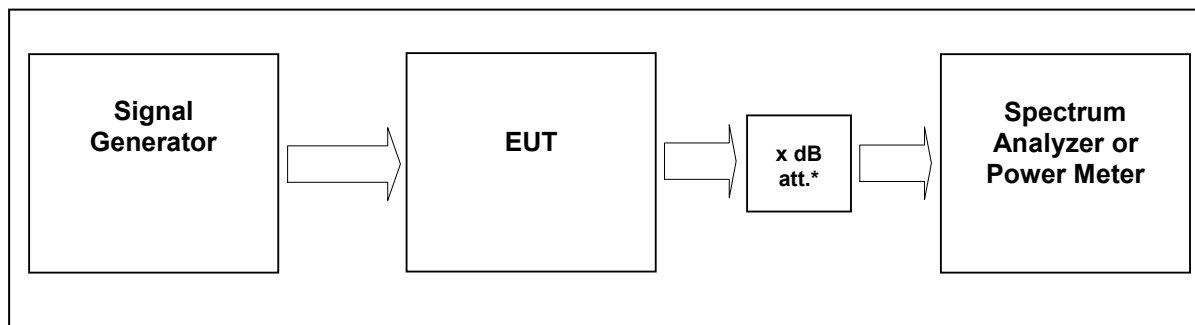 Signal
Generator
EUT
x dB
att.*
Spectrum
Analyzer or
Power Meter